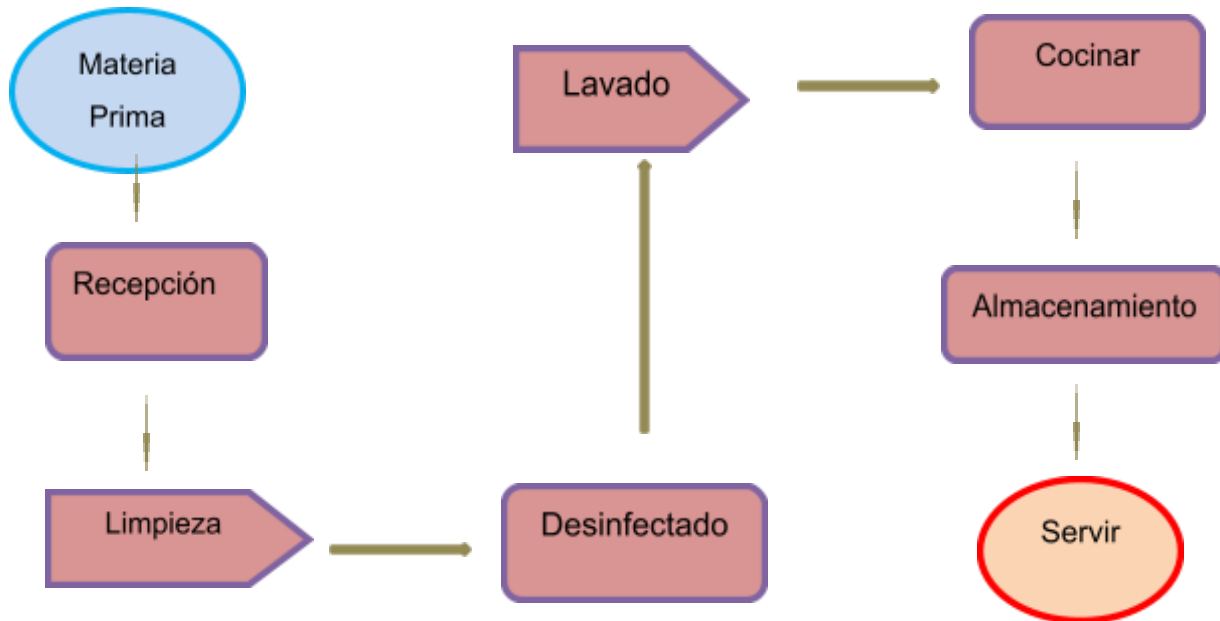 Materia
Prima
Recepción
Limpieza
Desinfectado
Lavado
Cocinar
Almacenamiento
Servir